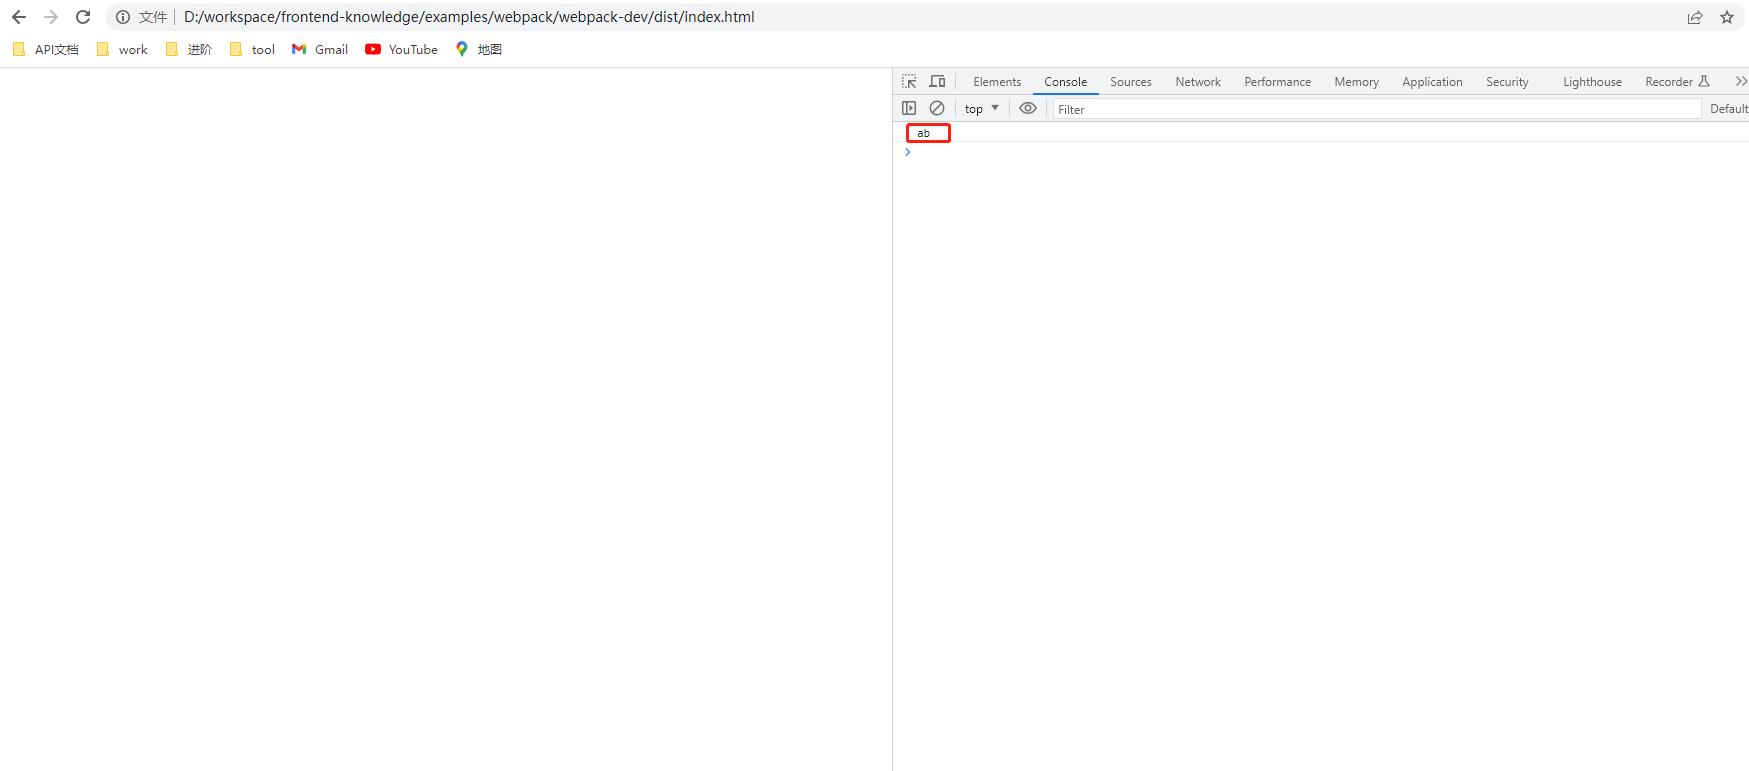 文件 D:/workspace/frontend-knowledge/examples/webpack/webpack-dev/dist/index.html
API文档 work 进阶 tool Gmail YouTube 地图
Elements Console Sources Network Performance Memory Application Security Lighthouse Recorder
top Filter Default
ab